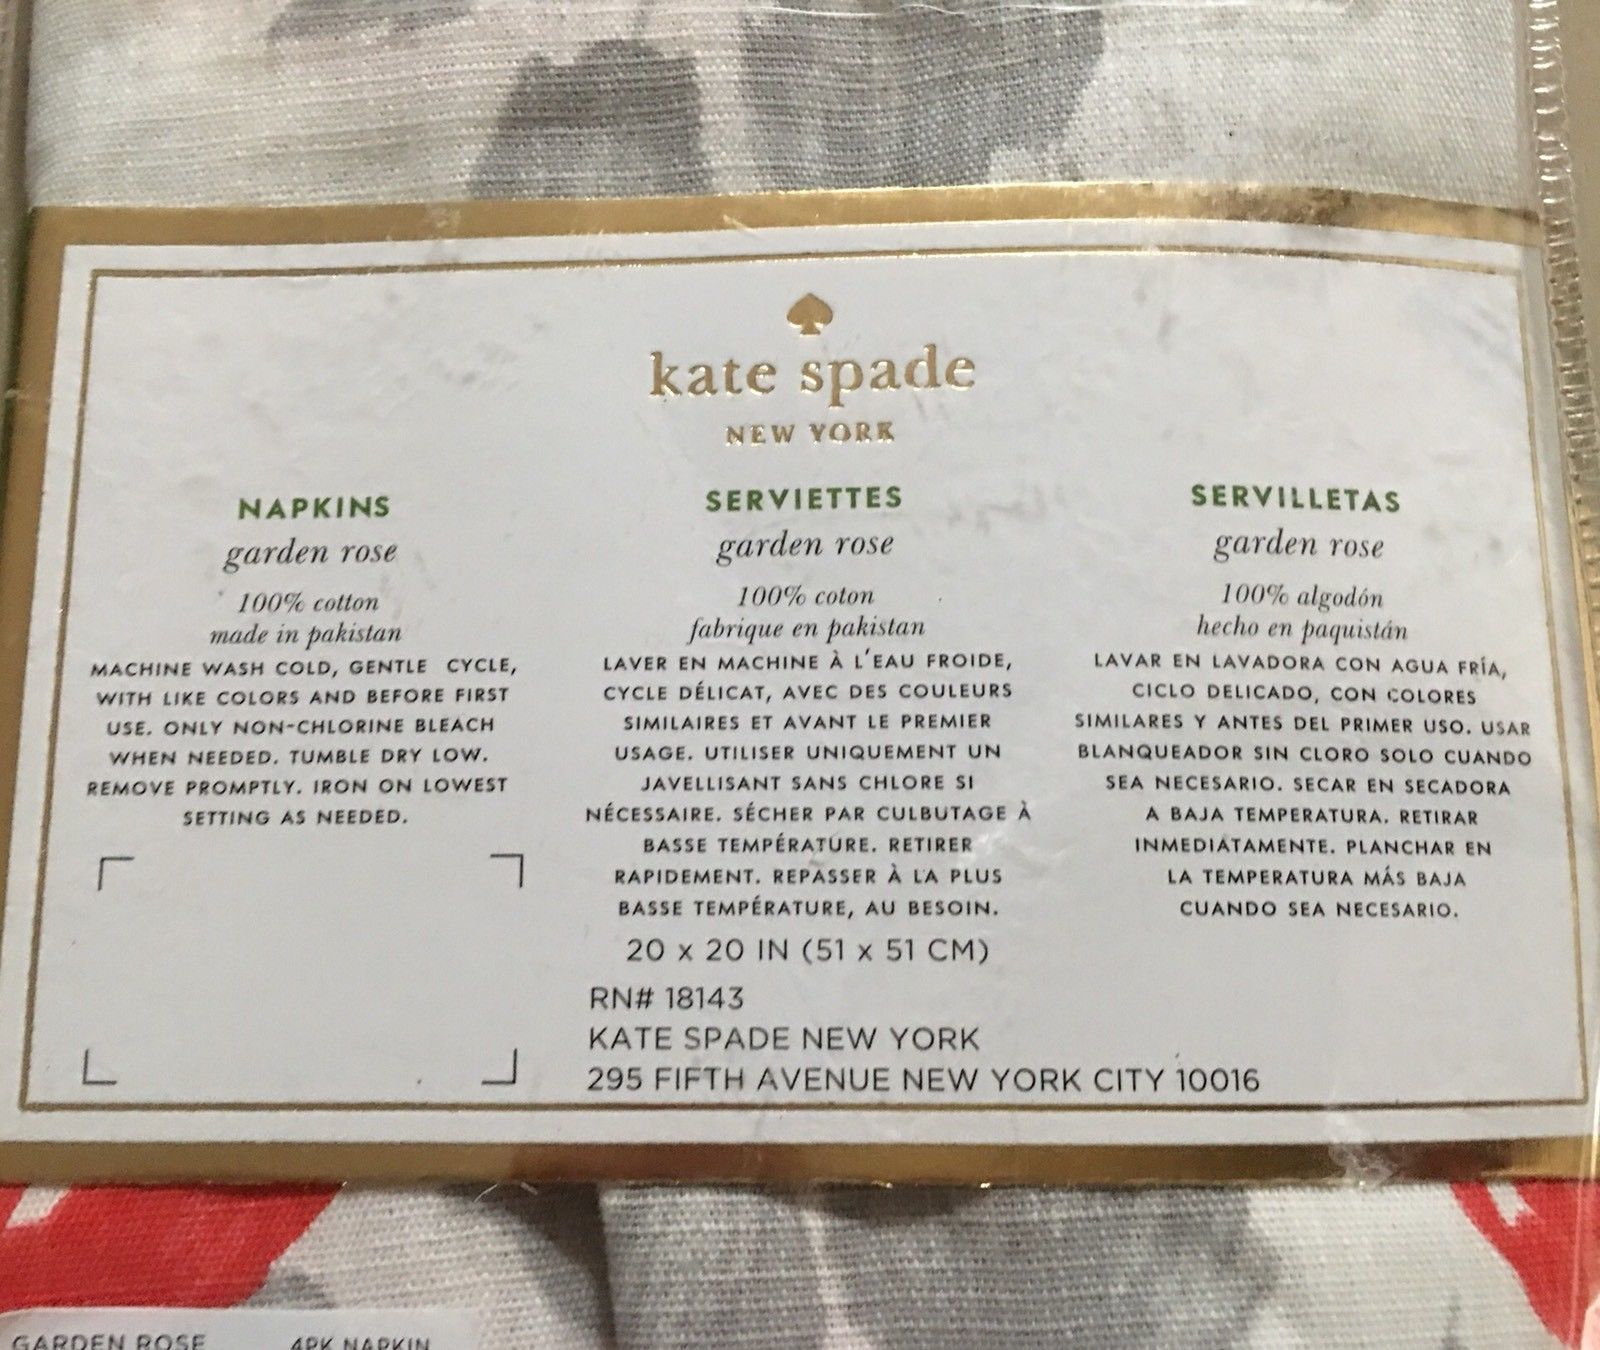 kate spade
NEW YORK
NAPKINS
garden rose
100% cotton
made in pakistan
MACHINE WASH COLD, GENTLE CYCLE,
WITH LIKE COLORS AND BEFORE FIRST
USE. ONLY NON-CHLORINE BLEACH
WHEN NEEDED. TUMBLE DRY LOW.
REMOVE PROMPTLY. IRON ON LOWEST
SETTING AS NEEDED.
SERVIETTES
garden rose
100% coton
fabrique en pakistan
LAVER EN MACHINE À L'EAU FROIDE,
CYCLE DÉLICAT, AVEC DES COULEURS
SIMILAIRES ET AVANT LE PREMIER
USAGE. UTILISER UNIQUEMENT UN
JAVELLISANT SANS CHLORE SI
NÉCESSAIRE. SÉCHER PAR CULBUTAGE À
BASSE TEMPÉRATURE. RETIRER
RAPIDEMENT. REPASSER À LA PLUS
BASSE TEMPÉRATURE, AU BESOIN.
SERVILLETAS
garden rose
100% algodón
hecho en paquistán
LAVAR EN LAVADORA CON AGUA FRÍA,
CICLO DELICADO, CON COLORES
SIMILARES Y ANTES DEL PRIMER USO. USAR
BLANQUEADOR SIN CLORO SOLO CUANDO
SEA NECESARIO. SECAR EN SECADORA
A BAJA TEMPERATURA. RETIRAR
INMEDIATAMENTE. PLANCHAR EN
LA TEMPERATURA MÁS BAJA
CUANDO SEA NECESARIO.
20 x 20 IN (51 x 51 CM)
RN# 18143
KATE SPADE NEW YORK
295 FIFTH AVENUE NEW YORK CITY 10016
GARDEN ROSE 4PK NAPKIN